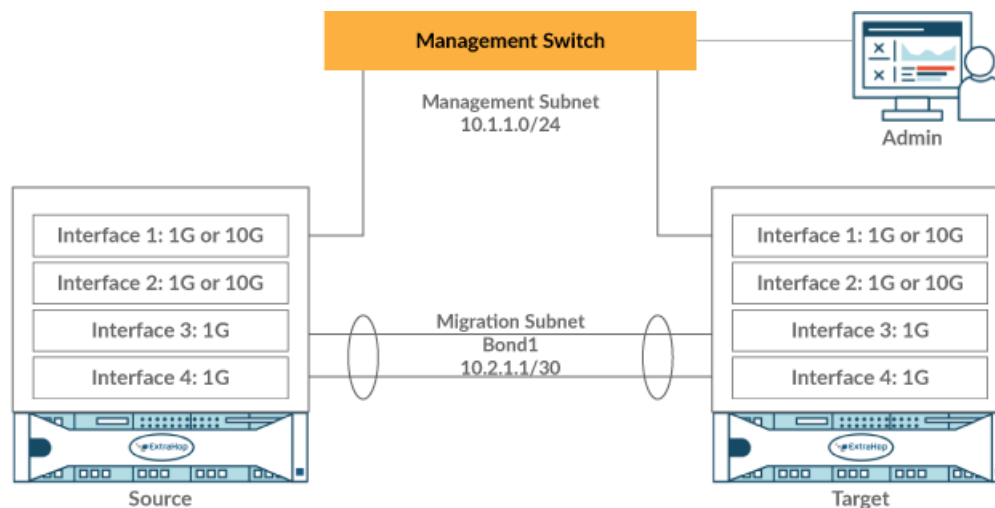 Management Switch
Management Subnet
10.1.1.0/24
Admin
Interface 1: 1G or 10G
Interface 2: 1G or 10G
Interface 3: 1G
Interface 4: 1G
Migration Subnet
Bond1
10.2.1.1/30
Interface 1: 1G or 10G
Interface 2: 1G or 10G
Interface 3: 1G
Interface 4: 1G
ExtraHop
Source
ExtraHop
Target